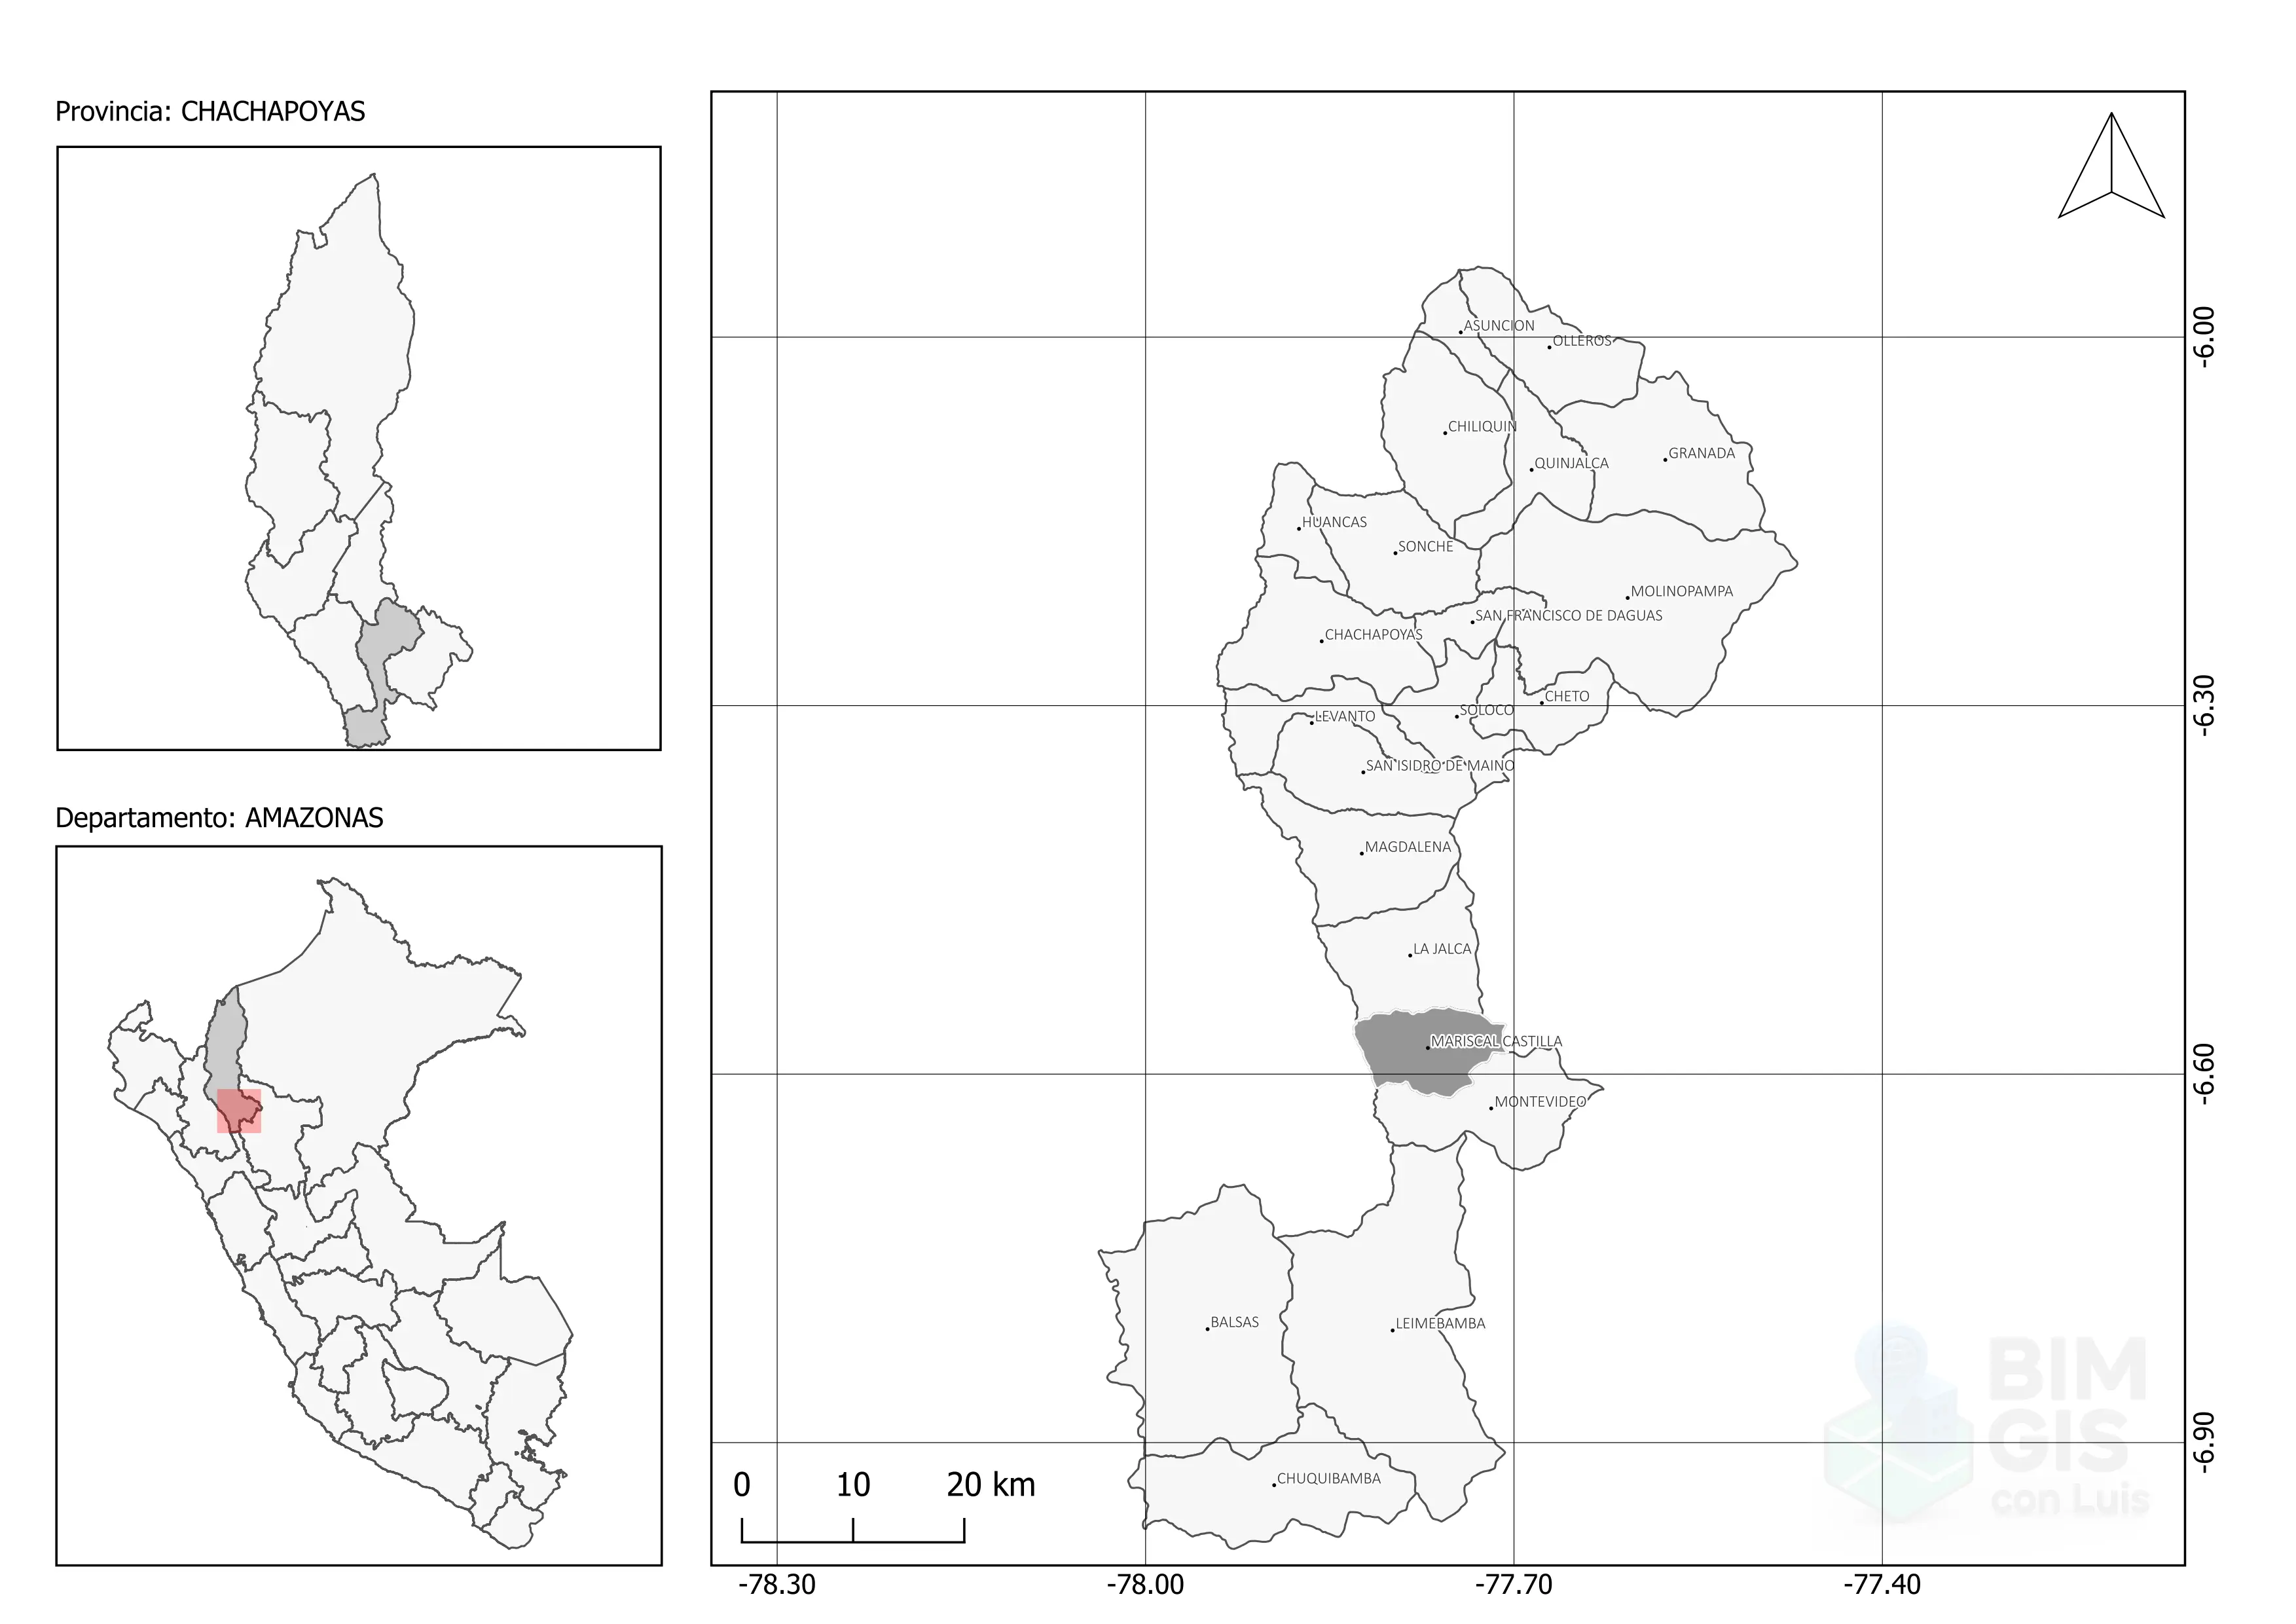 Provincia: CHACHAPOYAS
Departamento: AMAZONAS
ASUNCION
OLLEROS
CHILIQUIN
QUINJALCA
GRANADA
HUANCAS
SONCHE
MOLINOPAMPA
SAN FRANCISCO DE DAGUAS
CHACHAPOYAS
CHETO
SOLOCO
LEVANTO
SAN ISIDRO DE MAINO
MAGDALENA
LA JALCA
MARISCAL CASTILLA
MONTEVIDEO
BALSAS
LEIMEBAMBA
CHUQUIBAMBA
0 10 20 km
-6.00
-6.30
-6.60
-6.90
-78.30 -78.00 -77.70 -77.40
BIM
GIS
con Luis